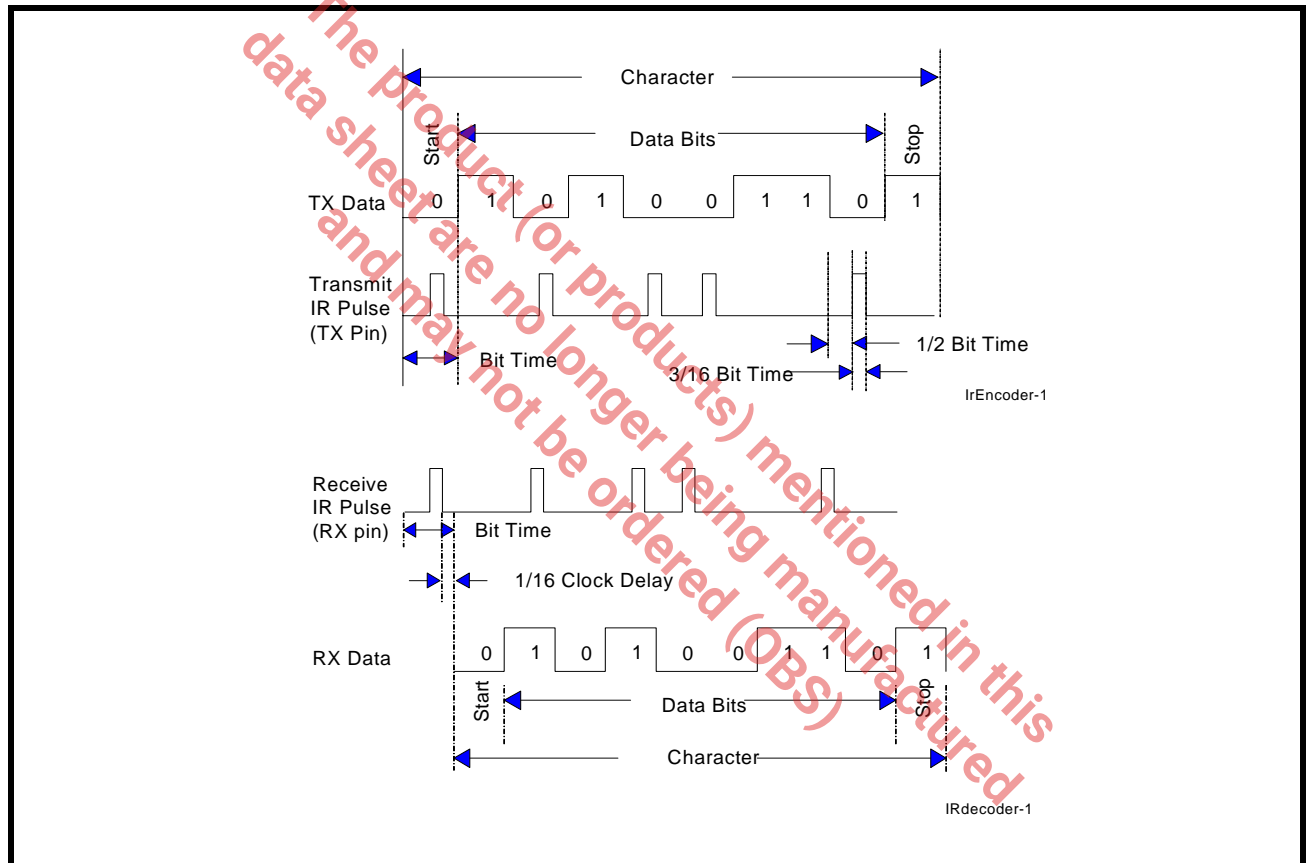 Character
Start
Data Bits
Stop
TX Data
0 1 0 1 0 0 1 1 0 1
Transmit
IR Pulse
(TX Pin)
Bit Time
1/2 Bit Time
3/16 Bit Time
IrEncoder-1
Receive
IR Pulse
(RX pin)
Bit Time
1/16 Clock Delay
RX Data
0 1 0 1 0 0 1 1 0 1
Start
Data Bits
Stop
Character
IRdecoder-1
The product (or products) mentioned in this
data sheet are no longer being manufactured
and may not be ordered (OBS)